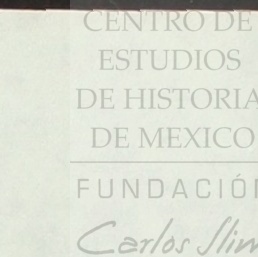 CENTRO DE
ESTUDIOS
DE HISTORIA
DE MEXICO
FUNDACIÓN
Carlos Slim